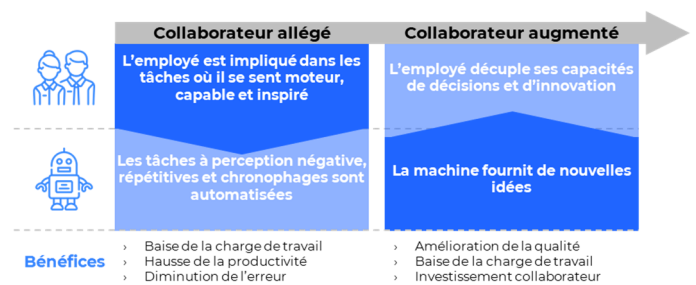 Collaborateur allégé
Collaborateur augmenté
L'employé est impliqué dans les
tâches où il se sent moteur,
capable et inspiré
L'employé décuple ses capacités
de décisions et d'innovation
Les tâches à perception négative,
répétitives et chronophages sont
automatisées
La machine fournit de nouvelles
idées
Bénéfices
› Baise de la charge de travail
› Hausse de la productivité
› Diminution de l'erreur
› Amélioration de la qualité
› Baise de la charge de travail
› Investissement collaborateur